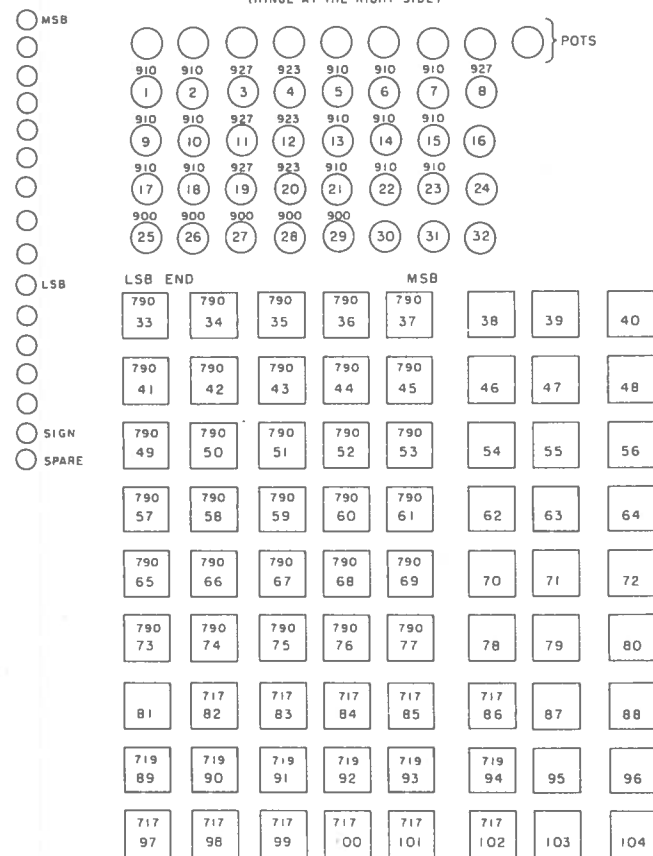 (HINGE AT THE RIGHT SIDE)
MSB
POTS
910 910 927 923 910 910 910 927
1 2 3 4 5 6 7 8
910 910 927 923 910 910 910
9 10 11 12 13 14 15 16
910 910 927 923 910 910 910
17 18 19 20 21 22 23 24
900 900 900 900 900
25 26 27 28 29 30 31 32
LSB
LSB END MSB
790 790 790 790 790
33 34 35 36 37 38 39 40
790 790 790 790 790
41 42 43 44 45 46 47 48
SIGN
790 790 790 790 790
49 50 51 52 53 54 55 56
SPARE
790 790 790 790 790
57 58 59 60 61 62 63 64
790 790 790 790 790
65 66 67 68 69 70 71 72
790 790 790 790 790
73 74 75 76 77 78 79 80
717 717 717 717 717
81 82 83 84 85 86 87 88
719 719 719 719 719 719
89 90 91 92 93 94 95 96
717 717 717 717 717 717
97 98 99 100 101 102 103 104